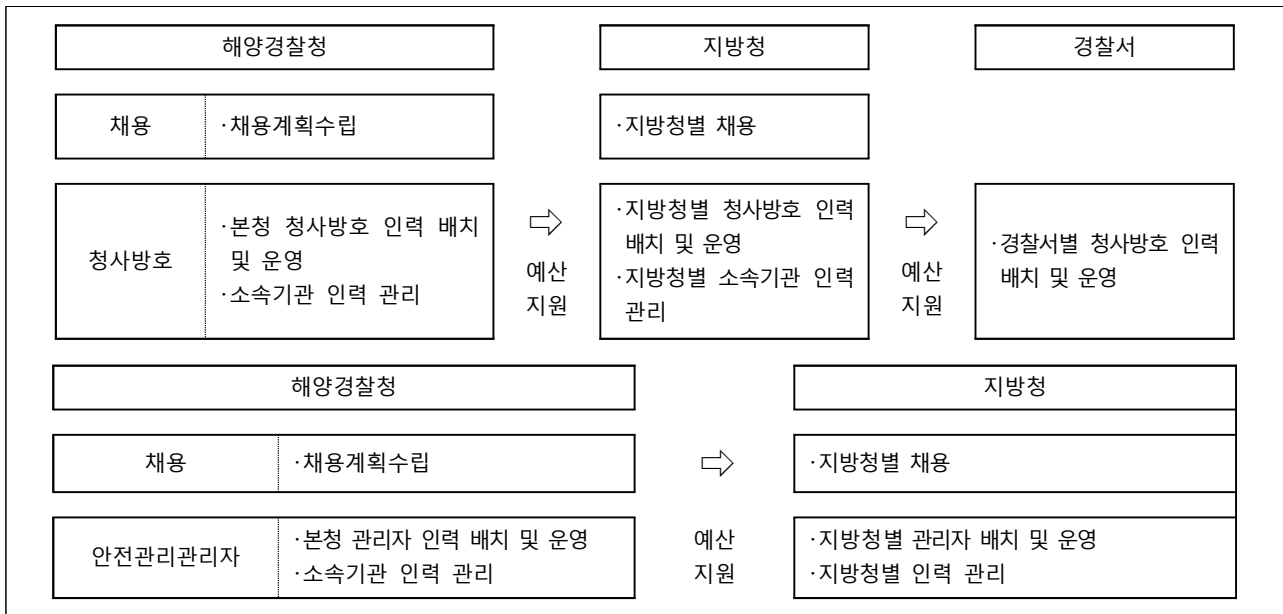 해양경찰청 지방청 경찰서
채용 ·채용계획수립 ·지방청별 채용
청사방호
·본청 청사방호 인력 배치
및 운영
·소속기관 인력 관리
⇨
예산
지원
·지방청별 청사방호 인력
배치 및 운영
·지방청별 소속기관 인력
관리
⇨
예산
지원
·경찰서별 청사방호 인력
배치 및 운영
해양경찰청 지방청
채용 ·채용계획수립 ⇨ ·지방청별 채용
안전관리관리자
·본청 관리자 인력 배치 및 운영
·소속기관 인력 관리
예산
지원
·지방청별 관리자 배치 및 운영
·지방청별 인력 관리